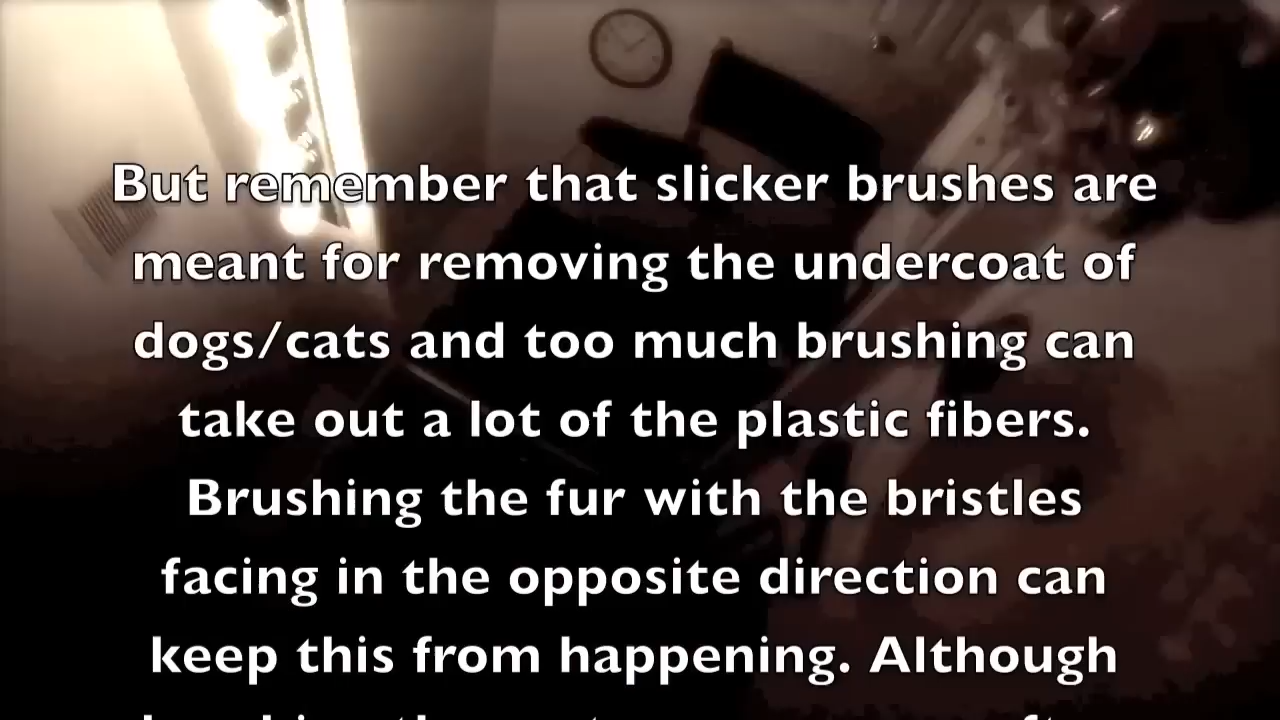 But remember that slicker brushes are
meant for removing the undercoat of
dogs/cats and too much brushing can
take out a lot of the plastic fibers.
Brushing the fur with the bristles
facing in the opposite direction can
keep this from happening. Although